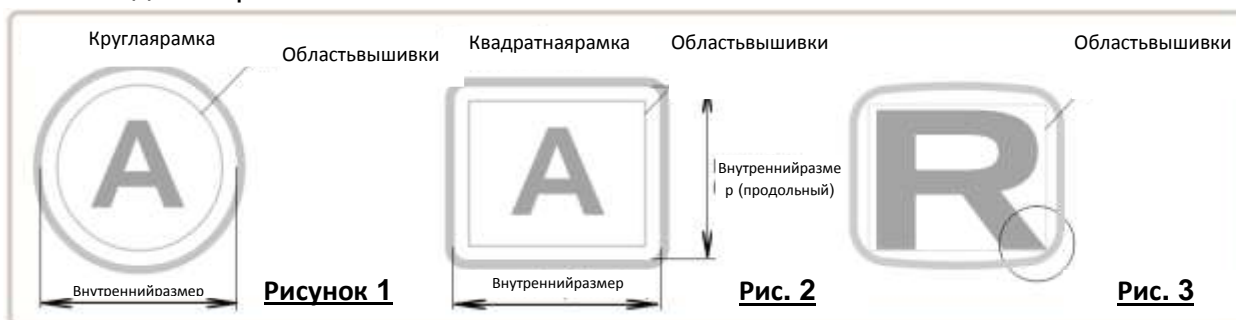 Круглаярамка
Областьвышивки
Внутреннийразмер
Рисунок 1
Квадратнаярамка
Областьвышивки
Внутреннийразме
р (продольный)
Внутреннийразмер
Рис. 2
Областьвышивки
Рис. 3
A
A
R